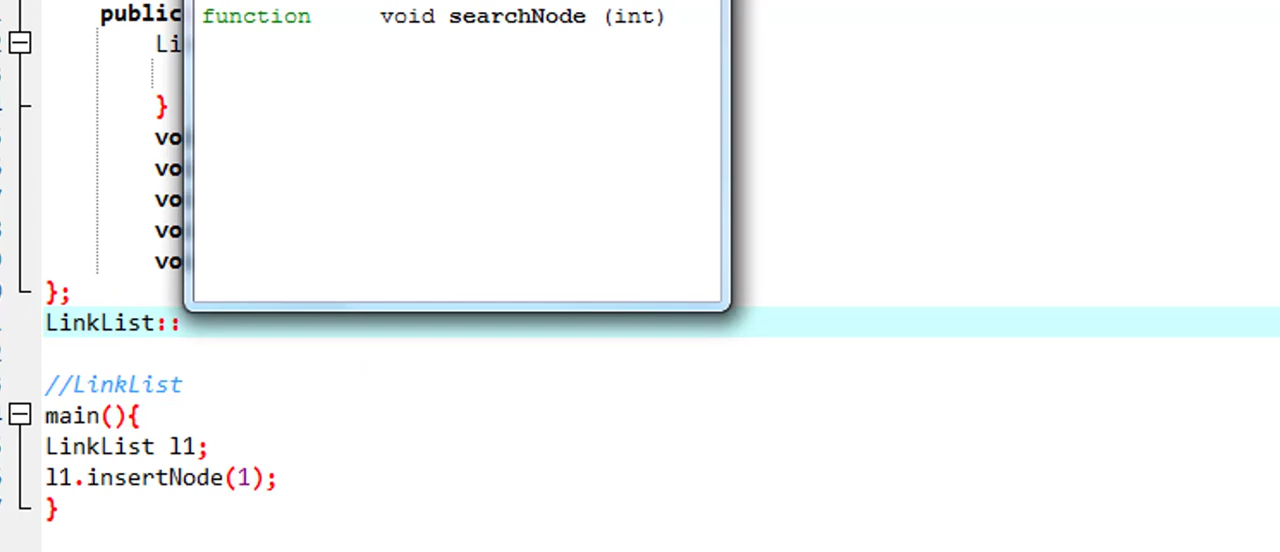 public
function void searchNode (int)
Li
}
vo
vo
vo
vo
vo
};
LinkList::
//LinkList
main(){
LinkList l1;
l1.insertNode(1);
}